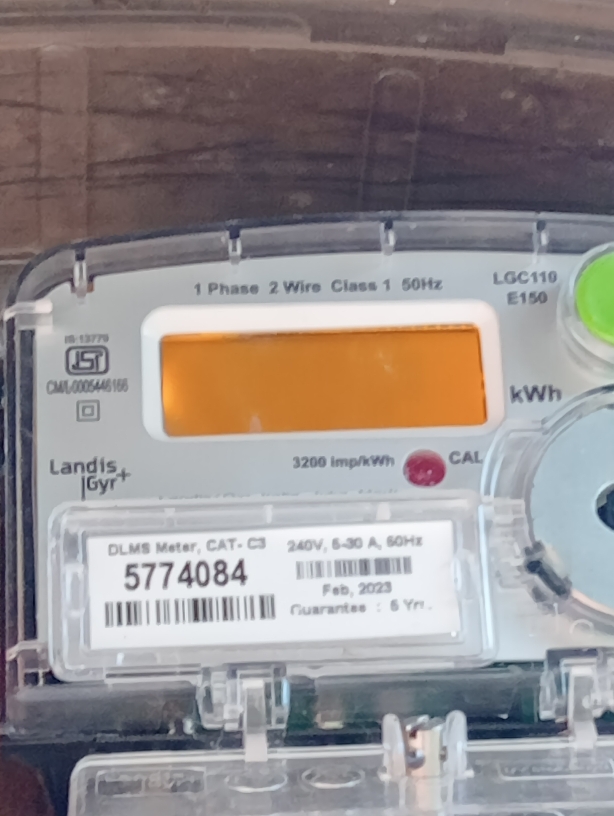 1 Phase 2 Wire Class 1 50Hz
LGC110
E150
IS:13779
ISI
CM/L-0005446166
kWh
Landis
Gyr+
3200 imp/kWh
CAL
DLMS Meter, CAT- C3
5774084
240V, 5-30 A, 50Hz
Feb, 2023
Guarantee : 5 Yrs.